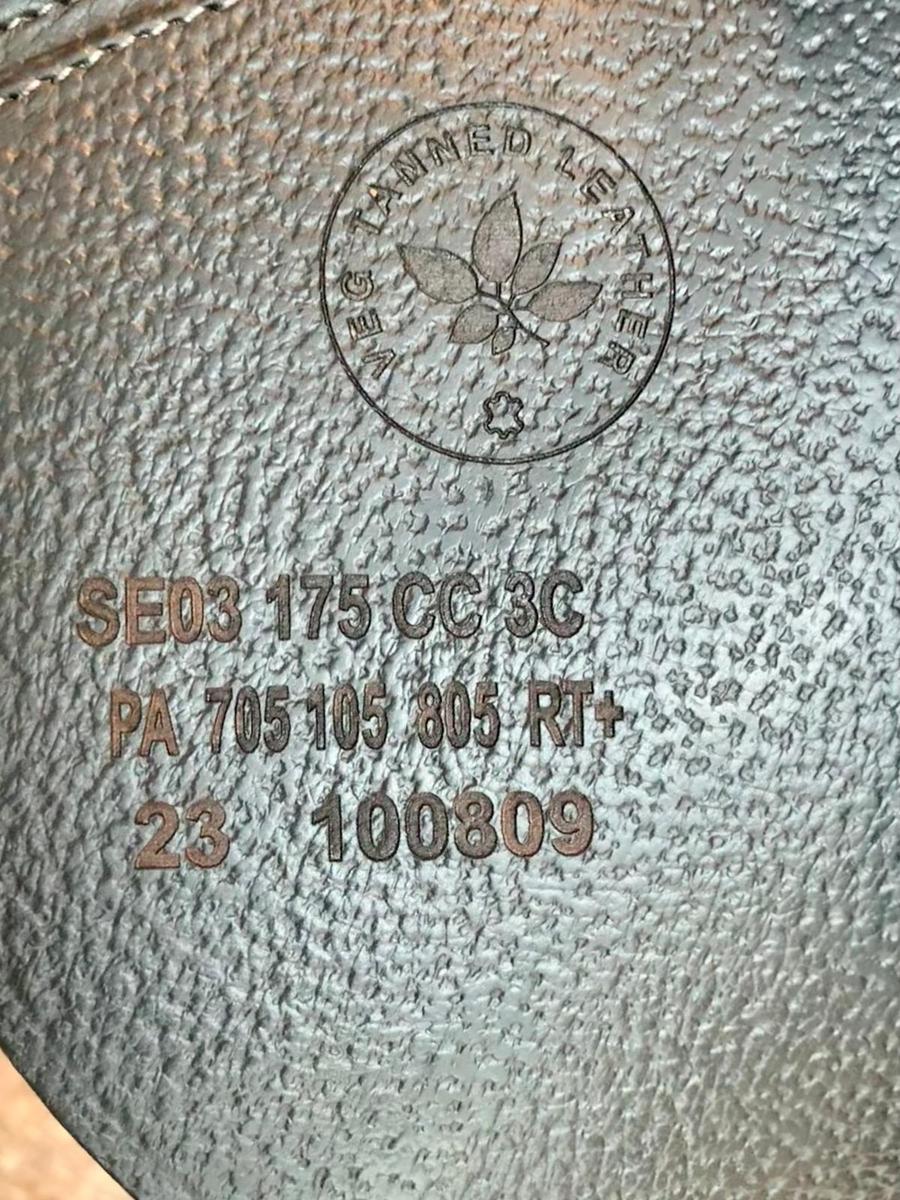 VEG TANNED LEATHER
SE03 175 CC 3C
PA 705 105 805 RT+
23 100809